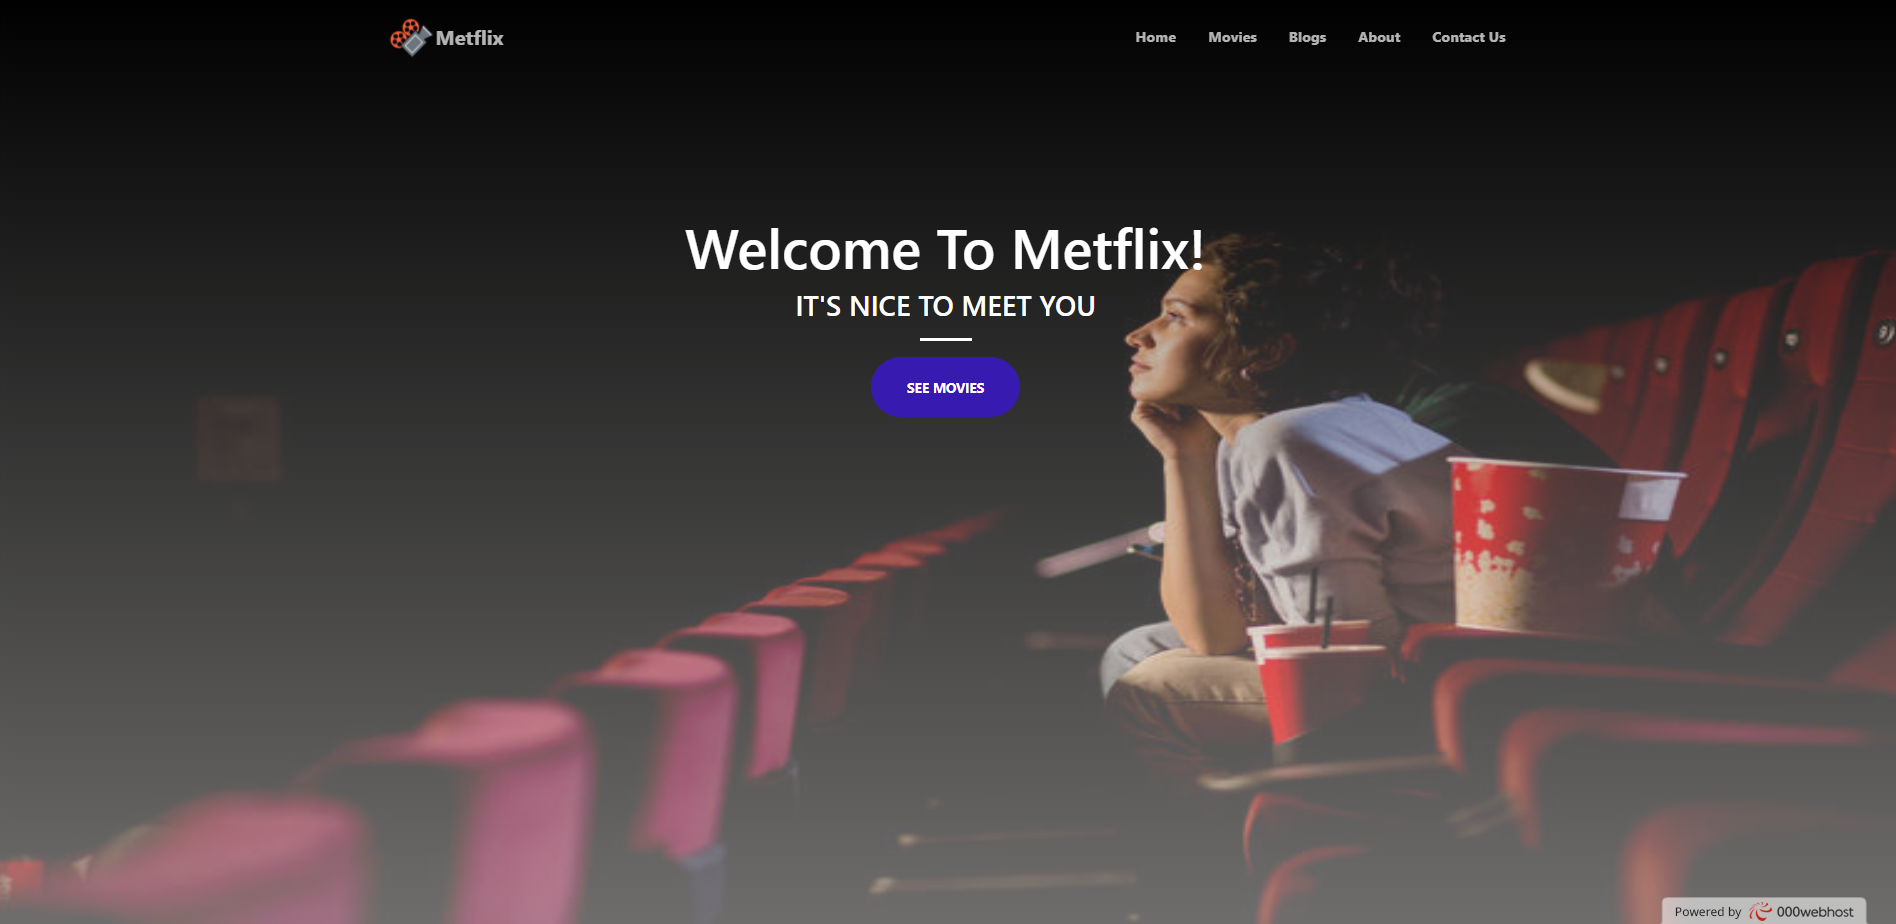 Metflix
Home Movies Blogs About Contact Us
Welcome To Metflix!
IT'S NICE TO MEET YOU
SEE MOVIES
Powered by 000webhost